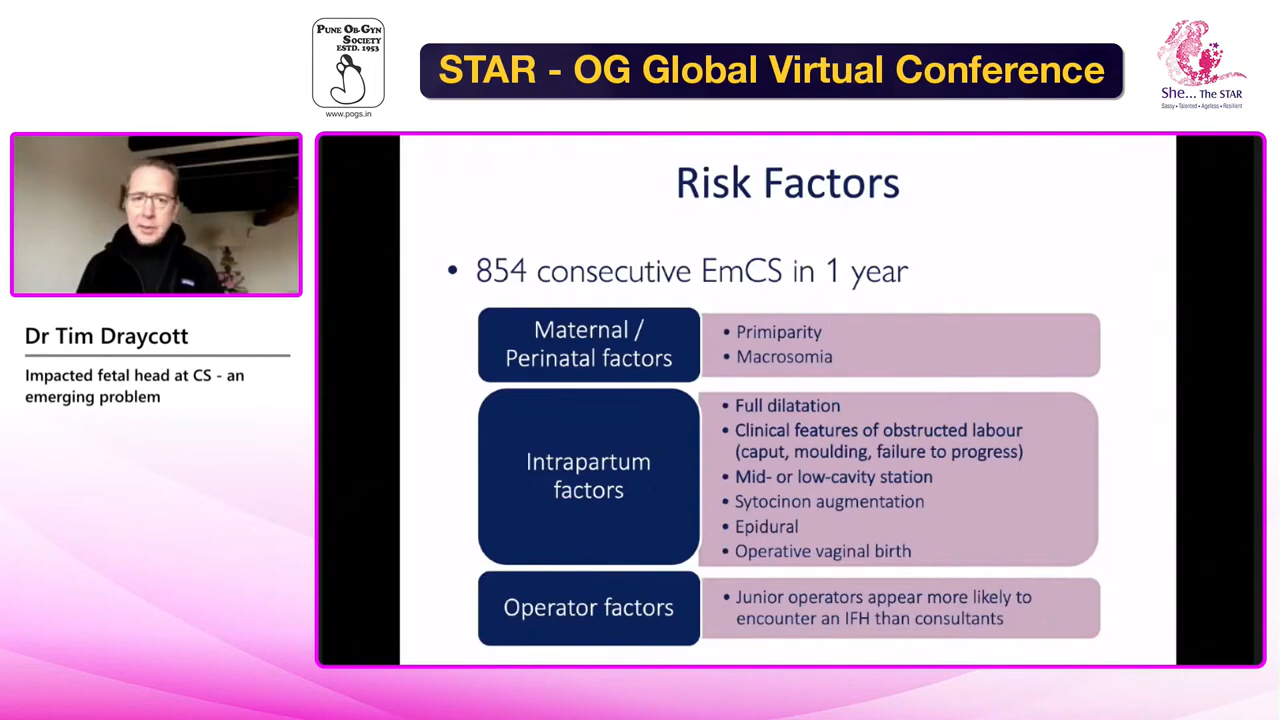 PUNE OB-GYN
SOCIETY
ESTD. 1953
www.pogs.in
STAR - OG Global Virtual Conference
She... The STAR
Sassy • Talented • Ageless • Resilient
Dr Tim Draycott
Impacted fetal head at CS - an
emerging problem
Risk Factors
• 854 consecutive EmCS in 1 year
Maternal /
Perinatal factors
• Primiparity
• Macrosomia
Intrapartum
factors
• Full dilatation
• Clinical features of obstructed labour
(caput, moulding, failure to progress)
• Mid- or low-cavity station
• Sytocinon augmentation
• Epidural
• Operative vaginal birth
Operator factors
• Junior operators appear more likely to
encounter an IFH than consultants